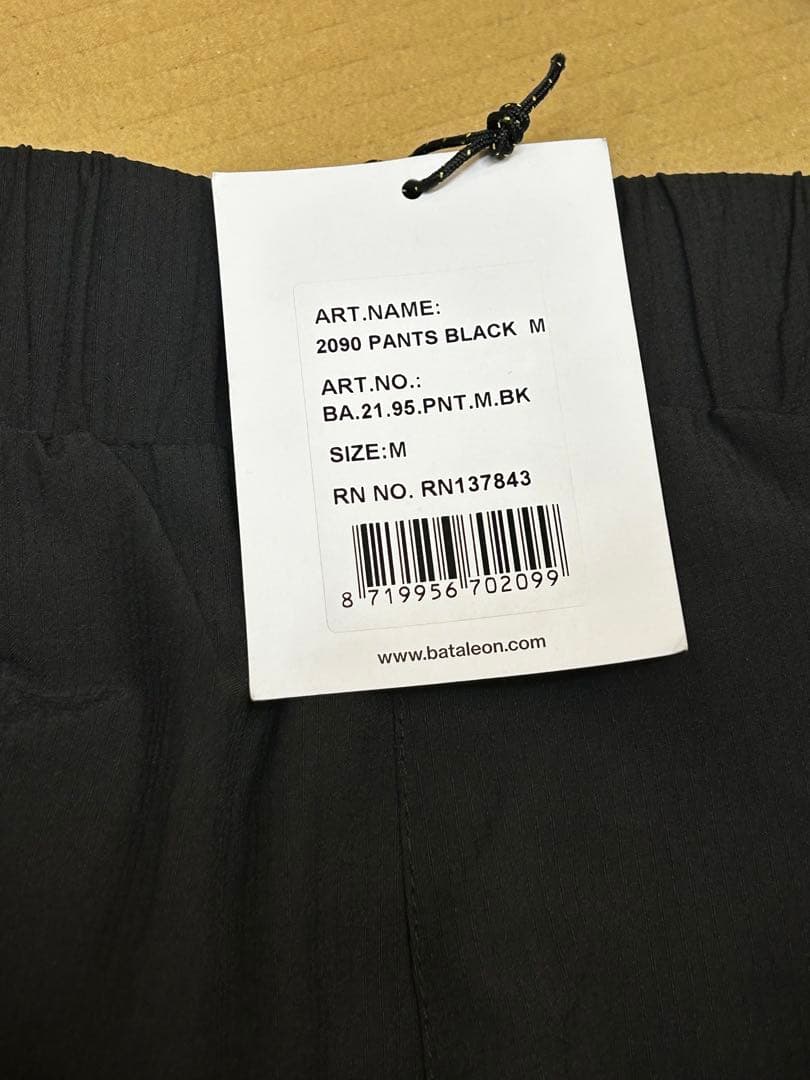 ART.NAME:
2090 PANTS BLACK M
ART.NO.:
BA.21.95.PNT.M.BK
SIZE:M
RN NO. RN137843
8 719956 702099
www.bataleon.com